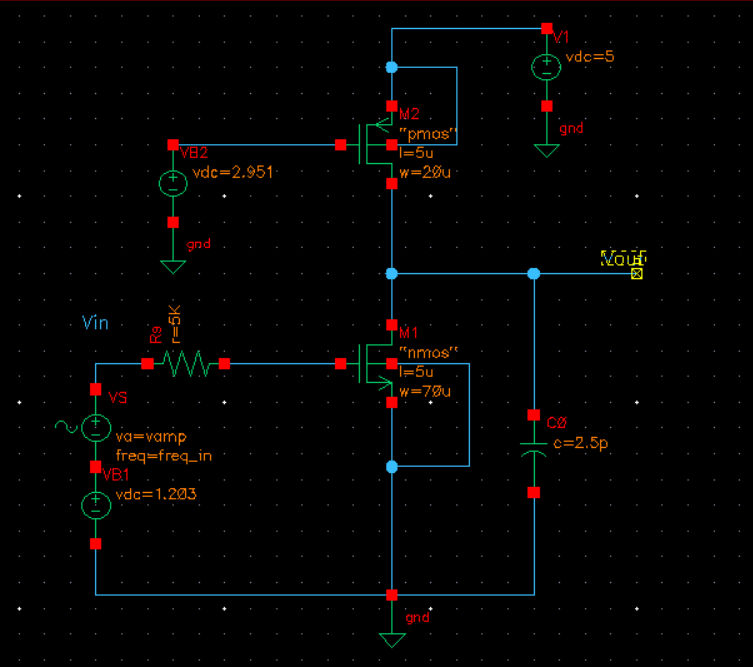 V1
vdc=5
gnd
M2
"pmos"
l=5u
w=20u
VB2
vdc=2.951
gnd
Vout
Vin
R9
r=5K
M1
"nmos"
l=5u
w=70u
VS
va=vamp
freq=freq_in
VB1
vdc=1.203
C0
c=2.5p
gnd